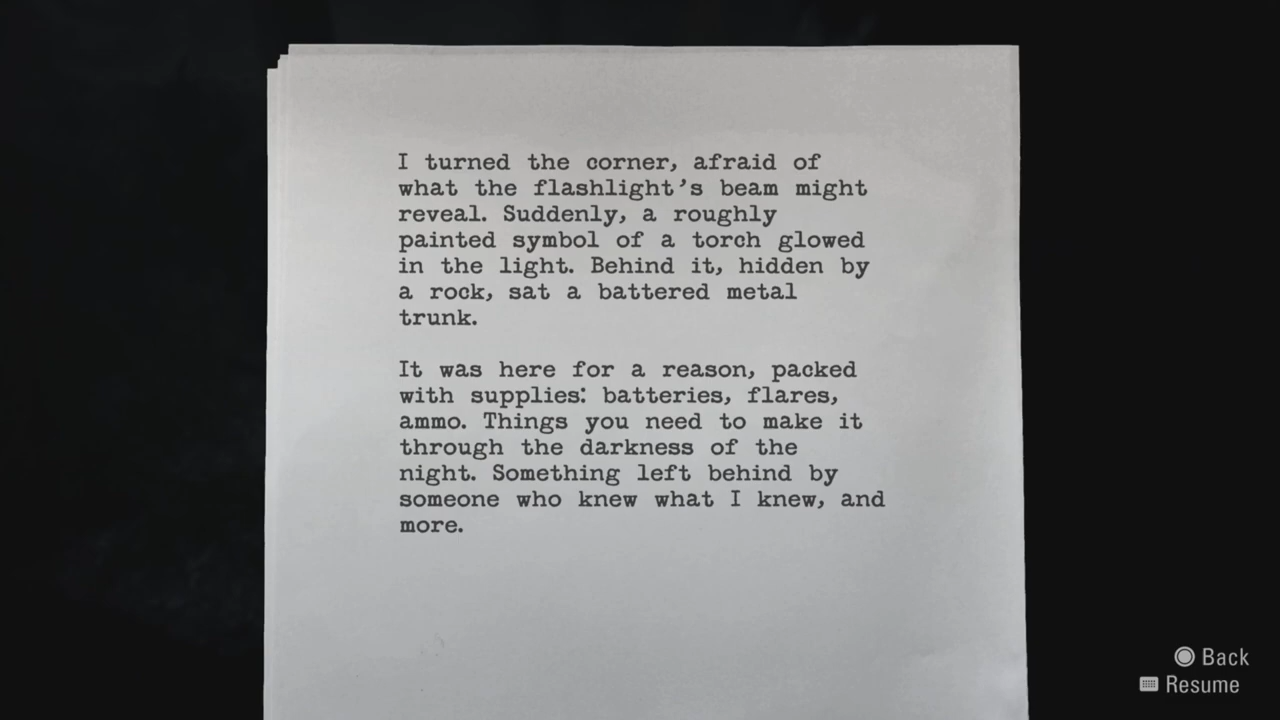 I turned the corner, afraid of
what the flashlight's beam might
reveal. Suddenly, a roughly
painted symbol of a torch glowed
in the light. Behind it, hidden by
a rock, sat a battered metal
trunk.
It was here for a reason, packed
with supplies: batteries, flares,
ammo. Things you need to make it
through the darkness of the
night. Something left behind by
someone who knew what I knew, and
more.
Back
Resume